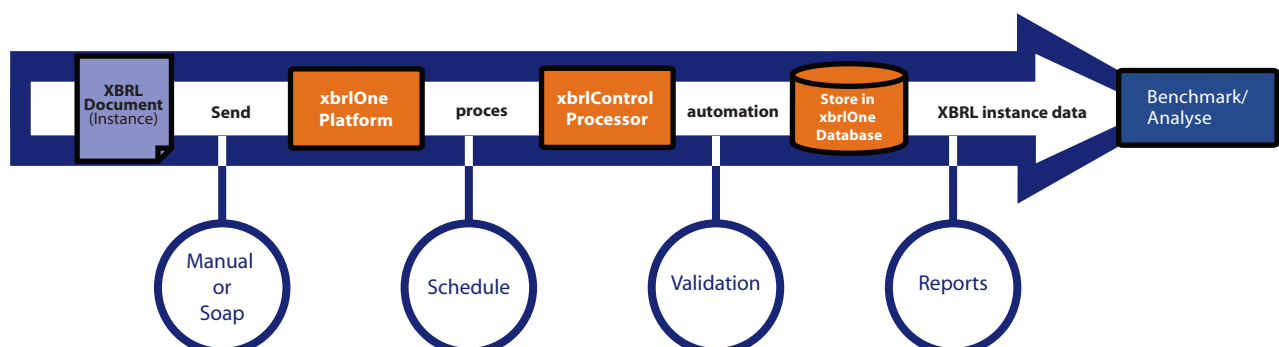 XBRL
Document
(Instance)
Send
xbrlOne
Platform
proces
xbrlControl
Processor
automation
Store in
xbrlOne
Database
XBRL instance data
Benchmark/
Analyse
Manual
or
Soap
Schedule
Validation
Reports